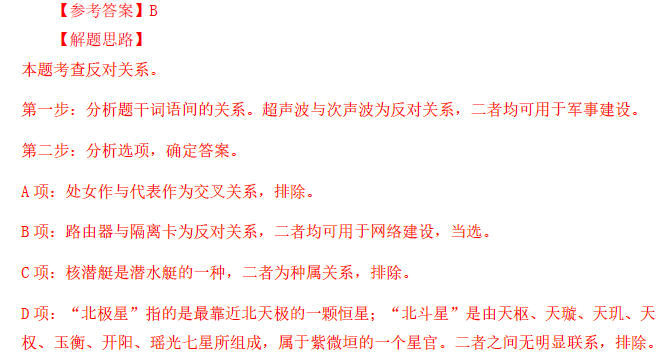 【参考答案】B
【解题思路】
本题考查反对关系。
第一步：分析题干词语间的关系。超声波与次声波为反对关系，二者均可用于军事建设。
第二步：分析选项，确定答案。
A 项：处女作与代表作为交叉关系，排除。
B 项：路由器与隔离卡为反对关系，二者均可用于网络建设，当选。
C 项：核潜艇是潜水艇的一种，二者为种属关系，排除。
D 项：“北极星”指的是最靠近北天极的一颗恒星；“北斗星”是由天枢、天璇、天玑、天
权、玉衡、开阳、瑶光七星所组成，属于紫微垣的一个星官。二者之间无明显联系，排除。